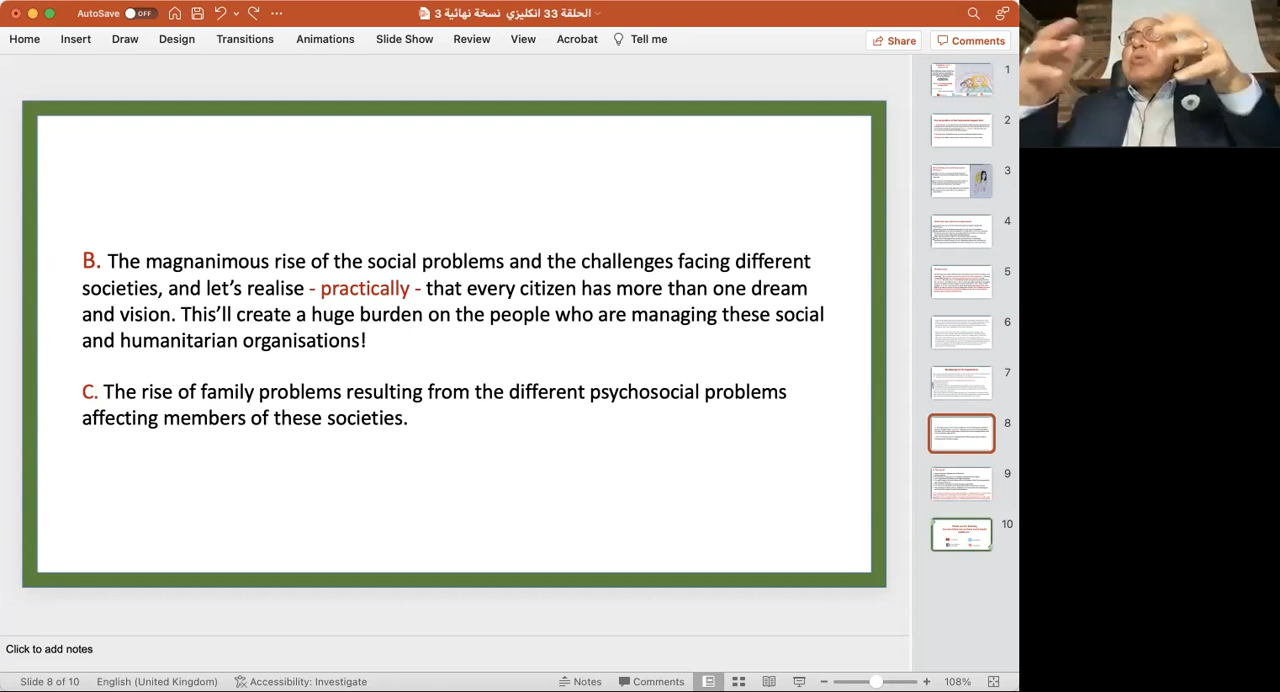 AutoSave OFF
الحلقة 33 انكليزي نسخة نهائية 3
Home Insert Draw Design Transitions Animations Slide Show Review View Acrobat Tell me Share Comments
B. The magnanimous rise of the social problems and the challenges facing different
societies, and let's raise - practically - that every citizen has more than one dream
and vision. This'll create a huge burden on the people who are managing these social
and humanitarian organisations!
C. The rise of family problems resulting from the different psychosocial problems
affecting members of these societies.
1
2
3
4
5
6
7
8
9
10
Click to add notes
Slide 8 of 10 English (United Kingdom) Accessibility: Investigate Notes Comments 108%